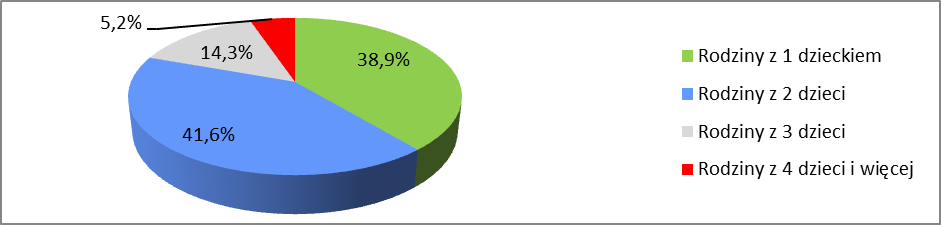 5,2%
14,3%
38,9%
41,6%
Rodziny z 1 dzieckiem
Rodziny z 2 dzieci
Rodziny z 3 dzieci
Rodziny z 4 dzieci i więcej